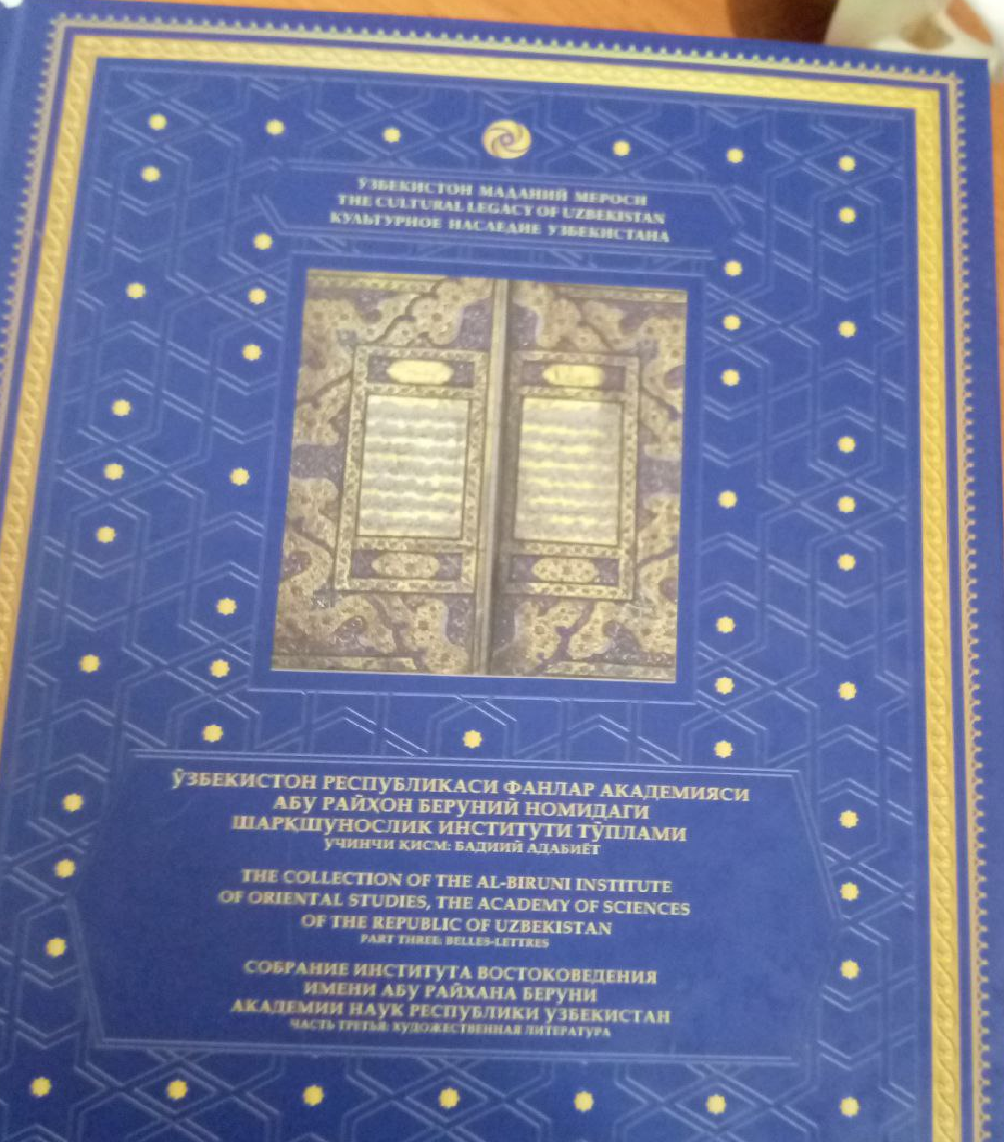 ЎЗБЕКИСТОН МАДАНИЙ МЕРОСИ
THE CULTURAL LEGACY OF UZBEKISTAN
КУЛЬТУРНОЕ НАСЛЕДИЕ УЗБЕКИСТАНА
ЎЗБЕКИСТОН РЕСПУБЛИКАСИ ФАНЛАР АКАДЕМИЯСИ
АБУ РАЙҲОН БЕРУНИЙ НОМИДАГИ
ШАРҚШУНОСЛИК ИНСТИТУТИ ТЎПЛАМИ
УЧИНЧИ ҚИСМ: БАДИИЙ АДАБИЁТ
THE COLLECTION OF THE AL-BIRUNI INSTITUTE
OF ORIENTAL STUDIES, THE ACADEMY OF SCIENCES
OF THE REPUBLIC OF UZBEKISTAN
PART THREE: BELLES-LETTRES
СОБРАНИЕ ИНСТИТУТА ВОСТОКОВЕДЕНИЯ
ИМЕНИ АБУ РАЙХАНА БЕРУНИ
АКАДЕМИИ НАУК РЕСПУБЛИКИ УЗБЕКИСТАН
ЧАСТЬ ТРЕТЬЯ: ХУДОЖЕСТВЕННАЯ ЛИТЕРАТУРА